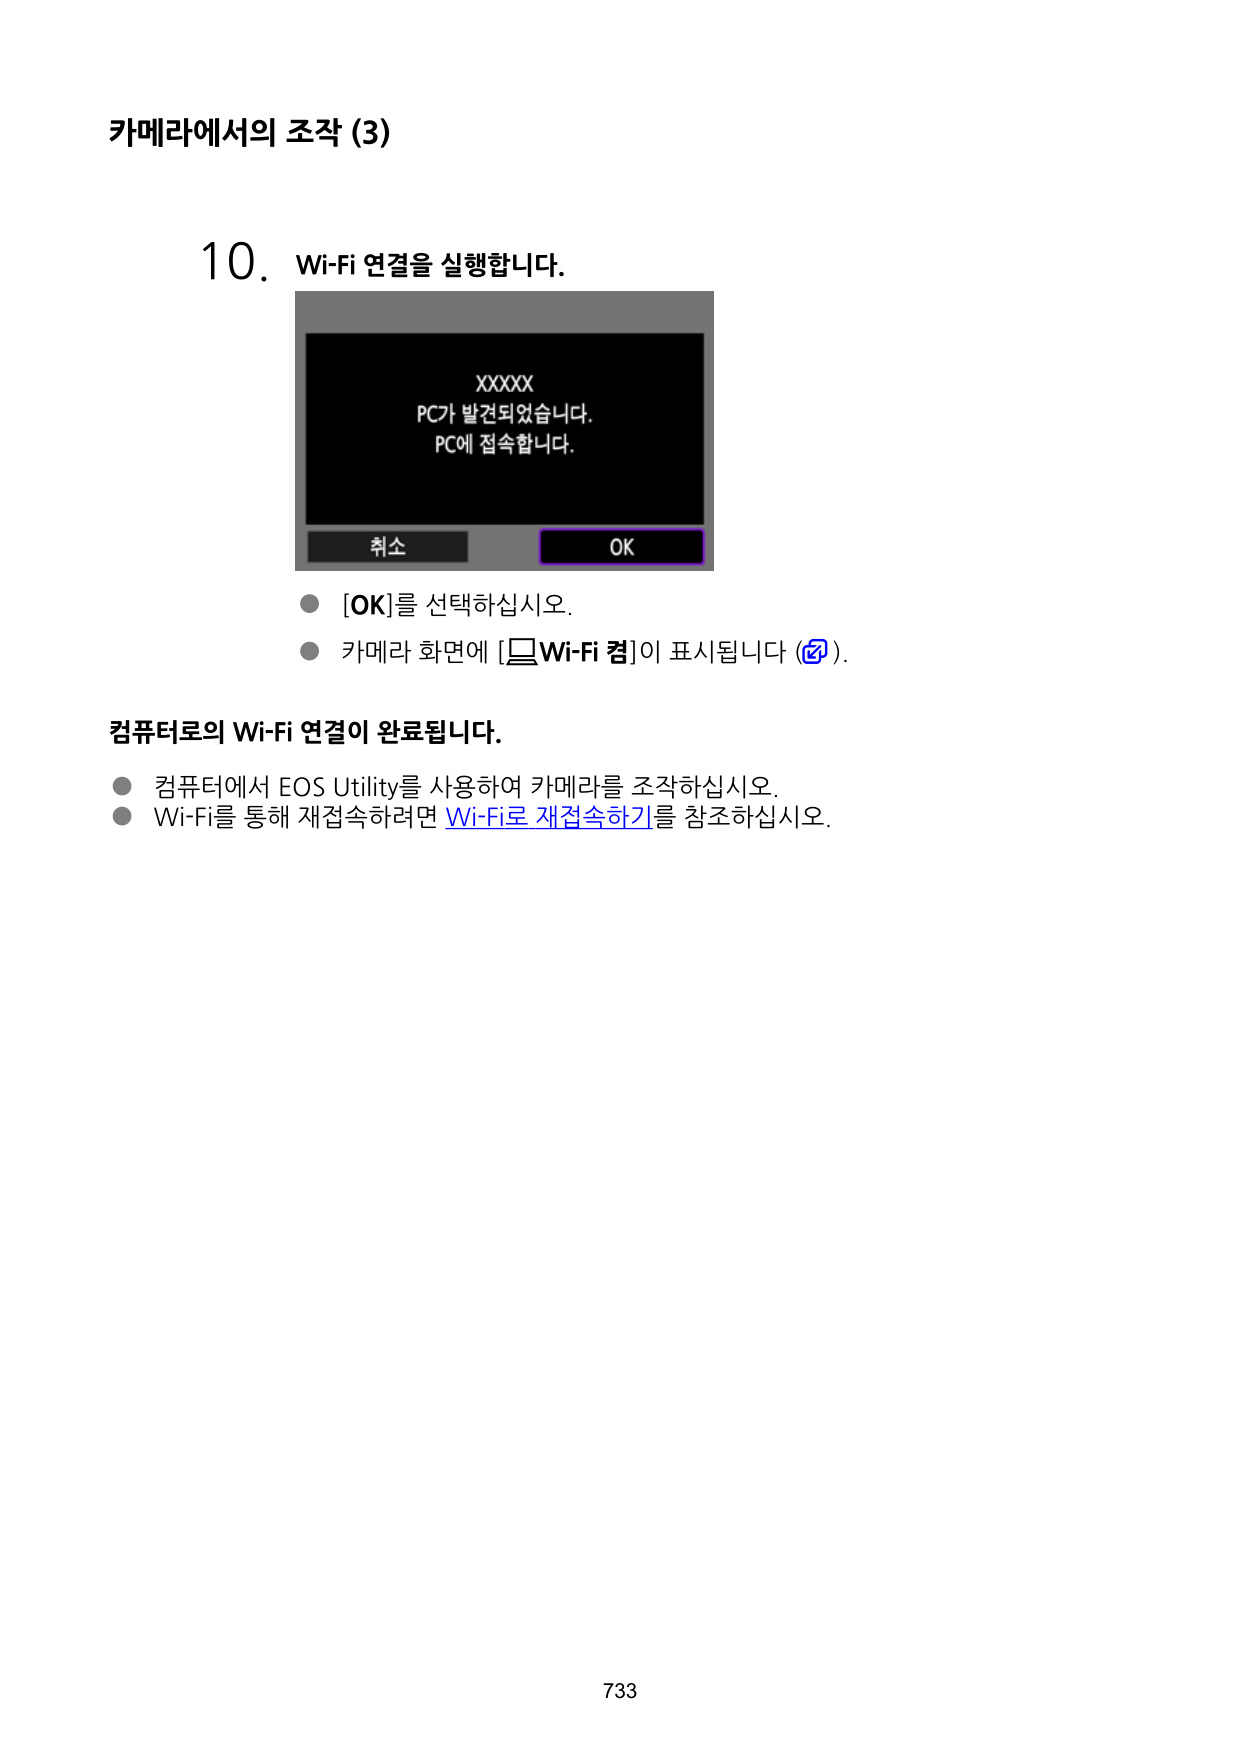 카메라에서의 조작 (3)
10. Wi-Fi 연결을 실행합니다.
XXXXX
PC가 발견되었습니다.
PC에 접속합니다.
취소 OK
● [OK]를 선택하십시오.
● 카메라 화면에 [Wi-Fi 켬]이 표시됩니다 ( ).
컴퓨터로의 Wi-Fi 연결이 완료됩니다.
● 컴퓨터에서 EOS Utility를 사용하여 카메라를 조작하십시오.
● Wi-Fi를 통해 재접속하려면 Wi-Fi로 재접속하기를 참조하십시오.
733